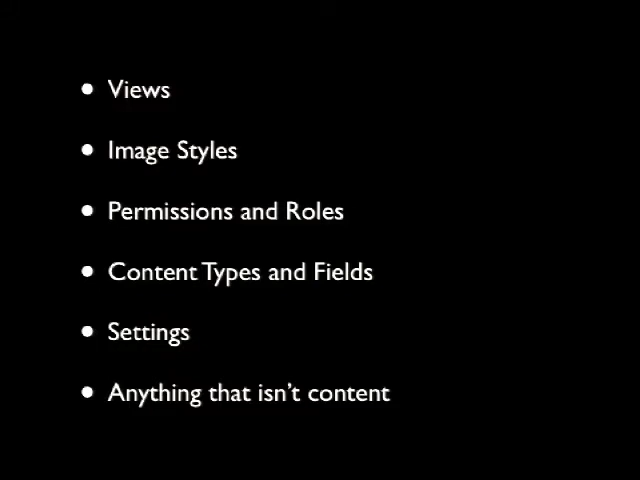 • Views
• Image Styles
• Permissions and Roles
• Content Types and Fields
• Settings
• Anything that isn’t content